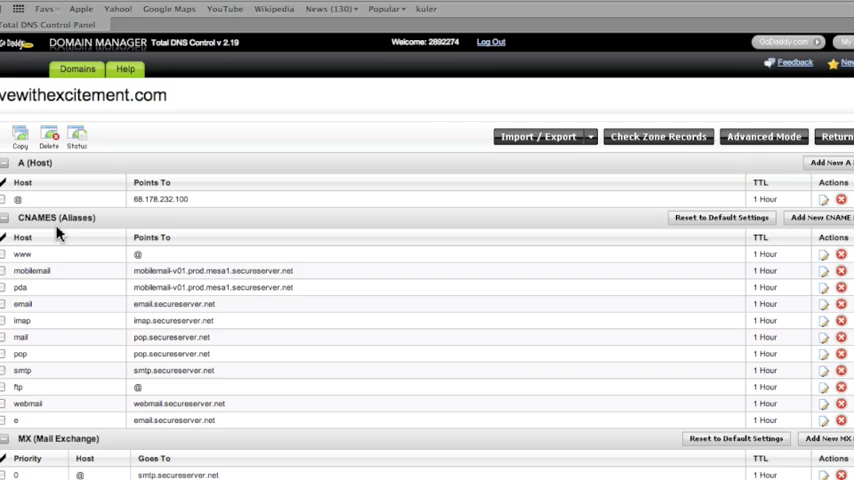 Favs Apple Yahoo! Google Maps YouTube Wikipedia News (130) Popular kuler
Total DNS Control Panel
Go Daddy DOMAIN MANAGER Total DNS Control v 2.19 Welcome: 2892274 Log Out GoDaddy.com My
Domains Help Feedback New
vewithexcitement.com
Copy Delete Status Import / Export Check Zone Records Advanced Mode Return
A (Host) Add New A
Host Points To TTL Actions
@ 68.178.232.100 1 Hour
CNAMES (Aliases) Reset to Default Settings Add New CNAME
Host Points To TTL Actions
www @ 1 Hour
mobilemail mobilemail-v01.prod.mesa1.secureserver.net 1 Hour
pda mobilemail-v01.prod.mesa1.secureserver.net 1 Hour
email email.secureserver.net 1 Hour
imap imap.secureserver.net 1 Hour
mail pop.secureserver.net 1 Hour
pop pop.secureserver.net 1 Hour
smtp smtp.secureserver.net 1 Hour
ftp @ 1 Hour
webmail webmail.secureserver.net 1 Hour
e email.secureserver.net 1 Hour
MX (Mail Exchange) Reset to Default Settings Add New MX
Priority Host Goes To TTL Actions
0 @ smtp.secureserver.net 1 Hour